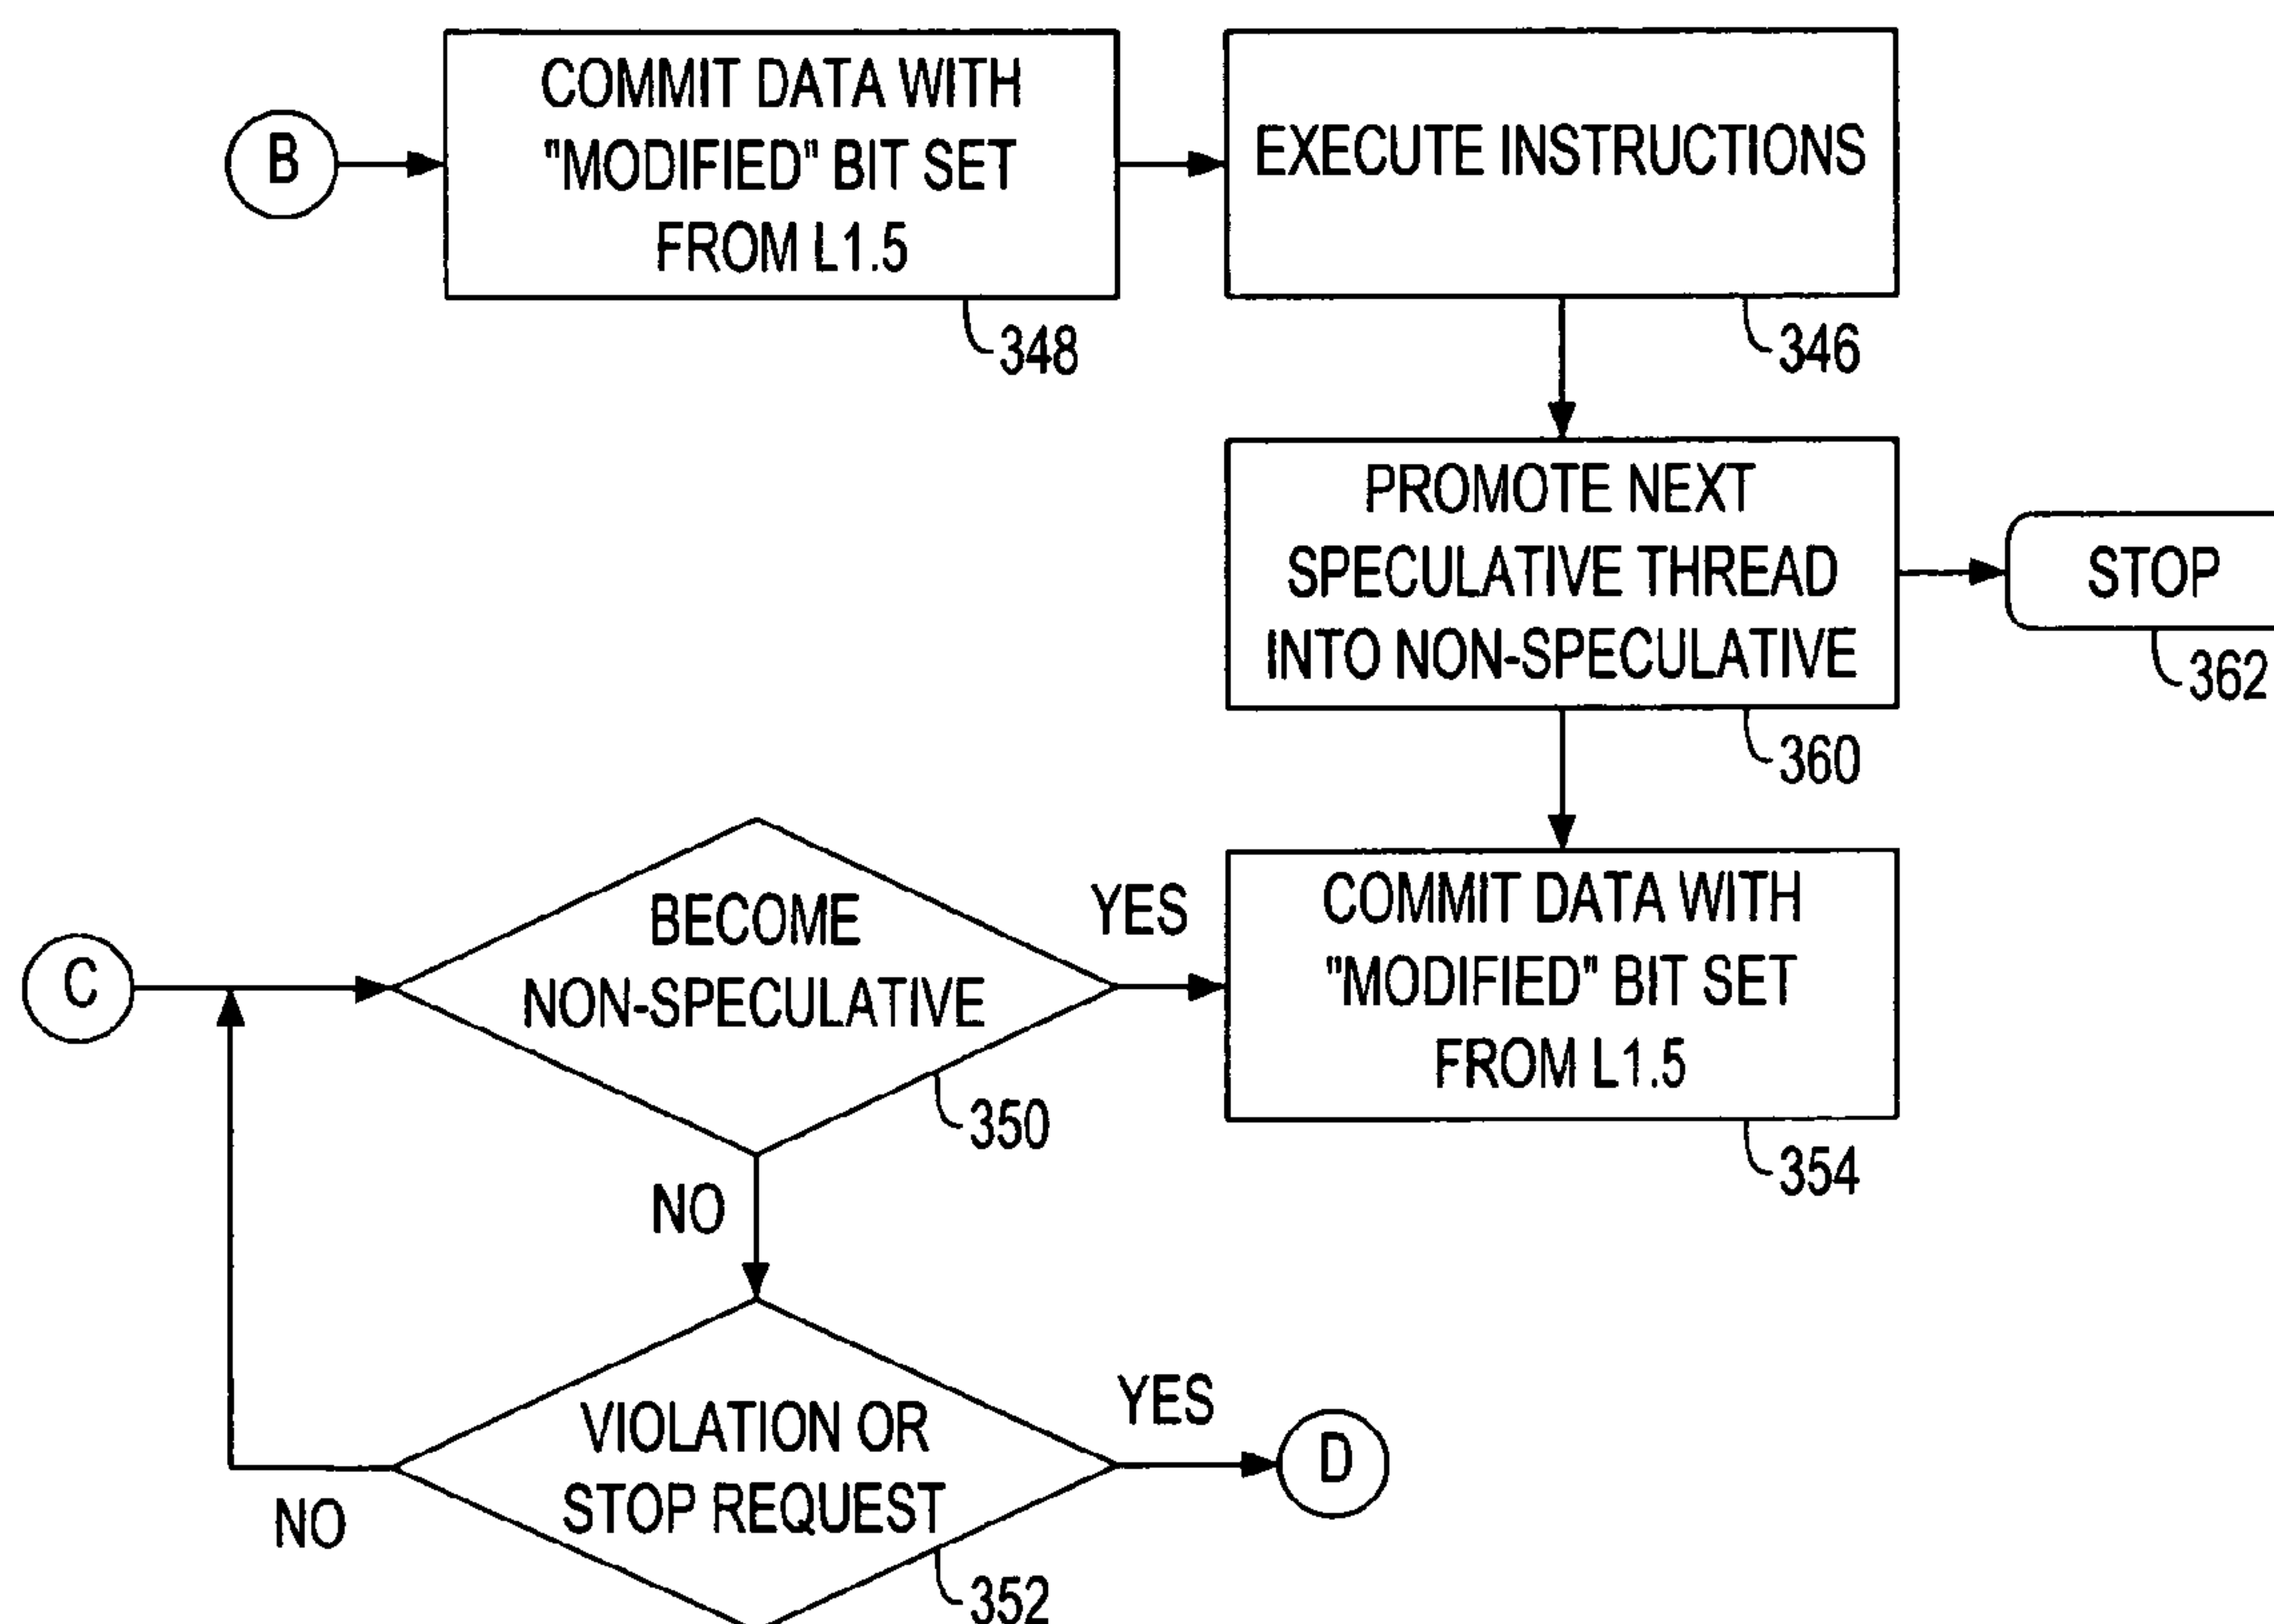 B
COMMIT DATA WITH
"MODIFIED" BIT SET
FROM L1.5
348
EXECUTE INSTRUCTIONS
346
PROMOTE NEXT
SPECULATIVE THREAD
INTO NON-SPECULATIVE
360
STOP
362
C
BECOME
NON-SPECULATIVE
350
YES
COMMIT DATA WITH
"MODIFIED" BIT SET
FROM L1.5
354
NO
VIOLATION OR
STOP REQUEST
352
YES
D
NO